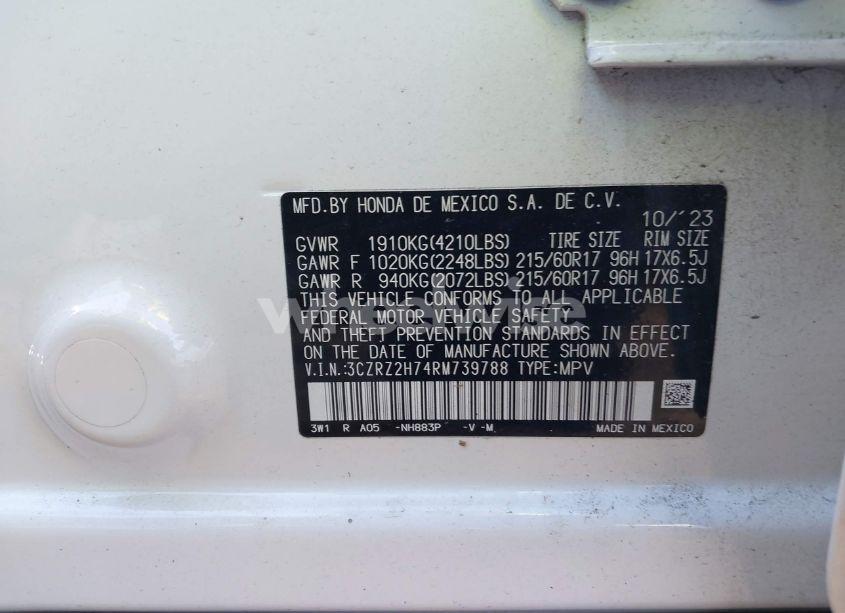 MFD.BY HONDA DE MEXICO S.A. DE C.V. 10/'23
GVWR 1910KG(4210LBS) TIRE SIZE RIM SIZE
GAWR F 1020KG(2248LBS) 215/60R17 96H 17X6.5J
GAWR R 940KG(2072LBS) 215/60R17 96H 17X6.5J
THIS VEHICLE CONFORMS TO ALL APPLICABLE
FEDERAL MOTOR VEHICLE SAFETY
AND THEFT PREVENTION STANDARDS IN EFFECT
ON THE DATE OF MANUFACTURE SHOWN ABOVE.
V.I.N.:3CZRZ2H74RM739788 TYPE:MPV
3W1 R A05 -NH883P -V -M MADE IN MEXICO